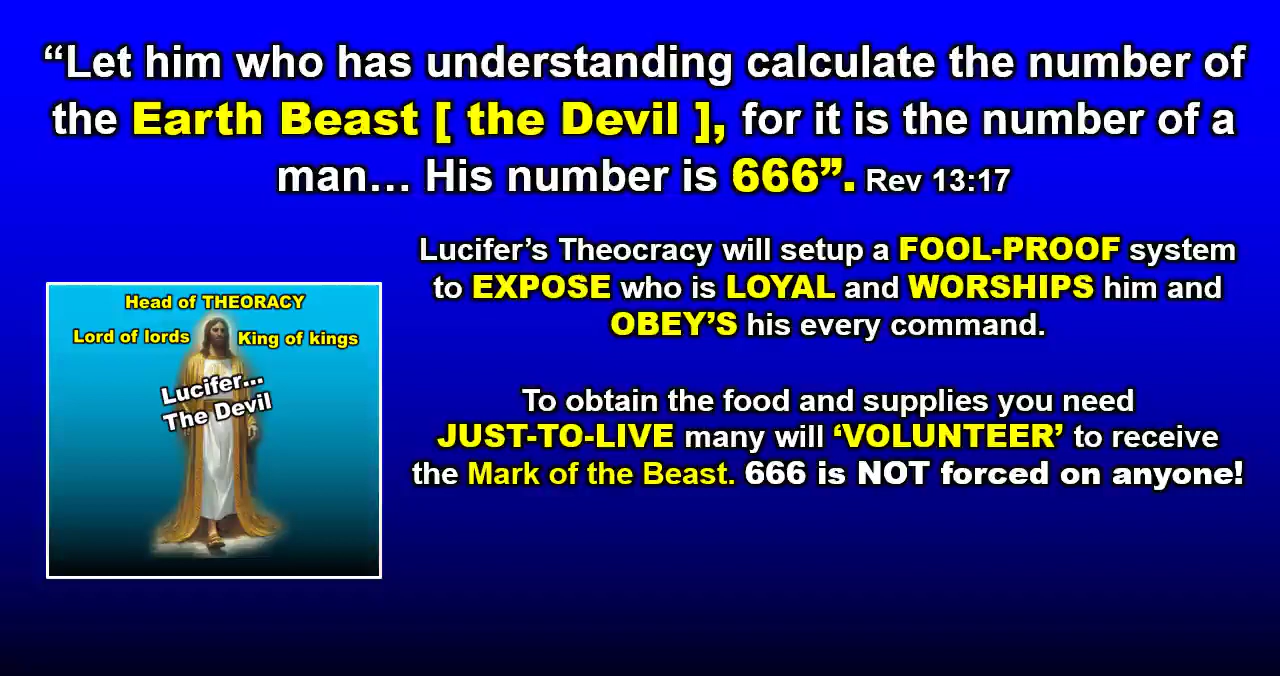 “Let him who has understanding calculate the number of
the Earth Beast [ the Devil ], for it is the number of a
man… His number is 666”. Rev 13:17
Lucifer’s Theocracy will setup a FOOL-PROOF system
to EXPOSE who is LOYAL and WORSHIPS him and
OBEY’S his every command.
Head of THEORACY
Lord of lords King of kings
Lucifer…
The Devil
To obtain the food and supplies you need
JUST-TO-LIVE many will ‘VOLUNTEER’ to receive
the Mark of the Beast. 666 is NOT forced on anyone!